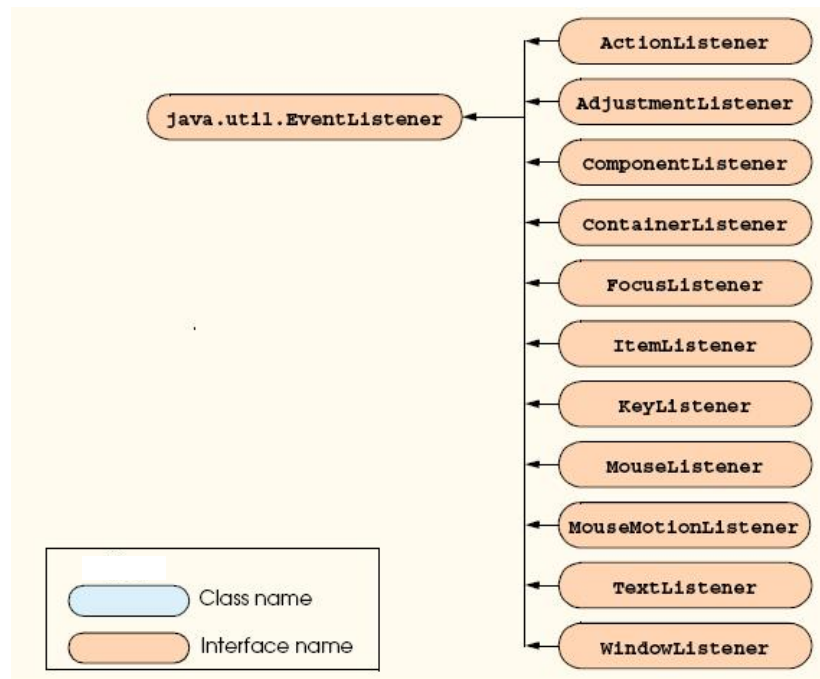 ActionListener
AdjustmentListener
java.util.EventListener
ComponentListener
ContainerListener
FocusListener
ItemListener
KeyListener
MouseListener
MouseMotionListener
TextListener
WindowListener
Class name
Interface name